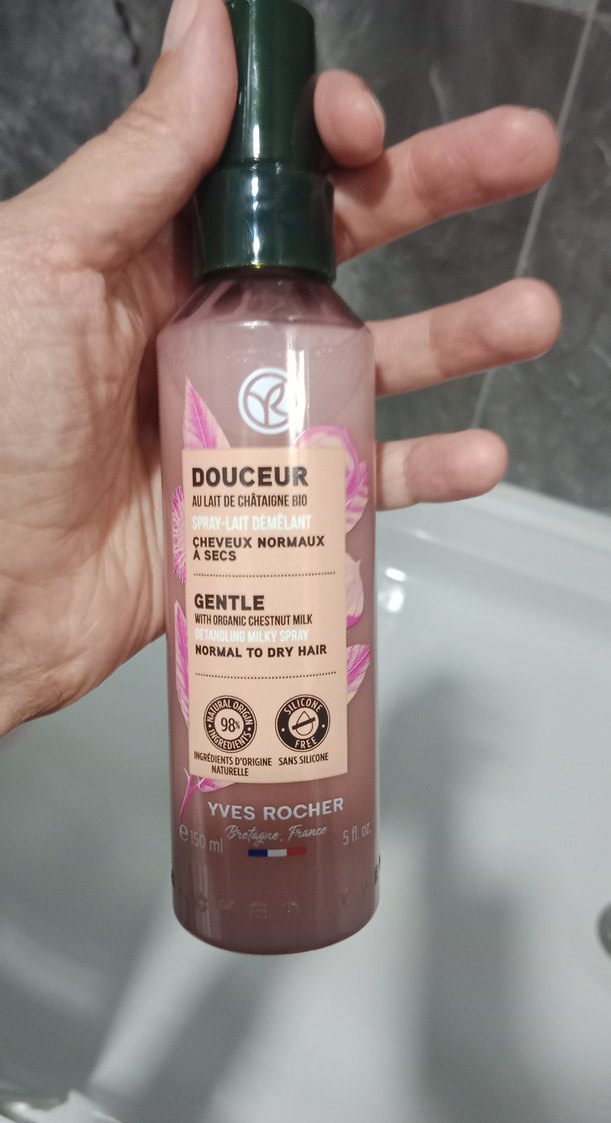 YR
DOUCEUR
AU LAIT DE CHÂTAIGNE BIO
SPRAY-LAIT DÉMÊLANT
CHEVEUX NORMAUX
À SECS
GENTLE
WITH ORGANIC CHESTNUT MILK
DETANGLING MILKY SPRAY
NORMAL TO DRY HAIR
NATURAL ORIGIN
98%
INGREDIENTS
SILICONE
FREE
INGRÉDIENTS D'ORIGINE
NATURELLE
SANS SILICONE
YVES ROCHER
Bretagne, France
e 150 ml
5 fl. oz